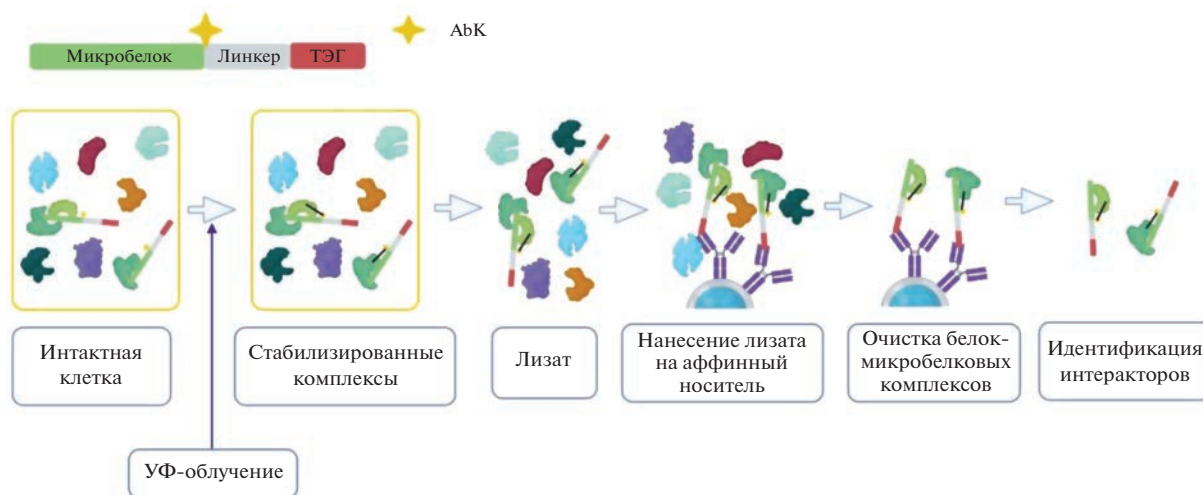 AbK
Микробелок
Линкер
ТЭГ
Интактная
клетка
Стабилизированные
комплексы
Лизат
Нанесение лизата
на аффинный
носитель
Очистка белок-
микробелковых
комплексов
Идентификация
интеракторов
УФ-облучение